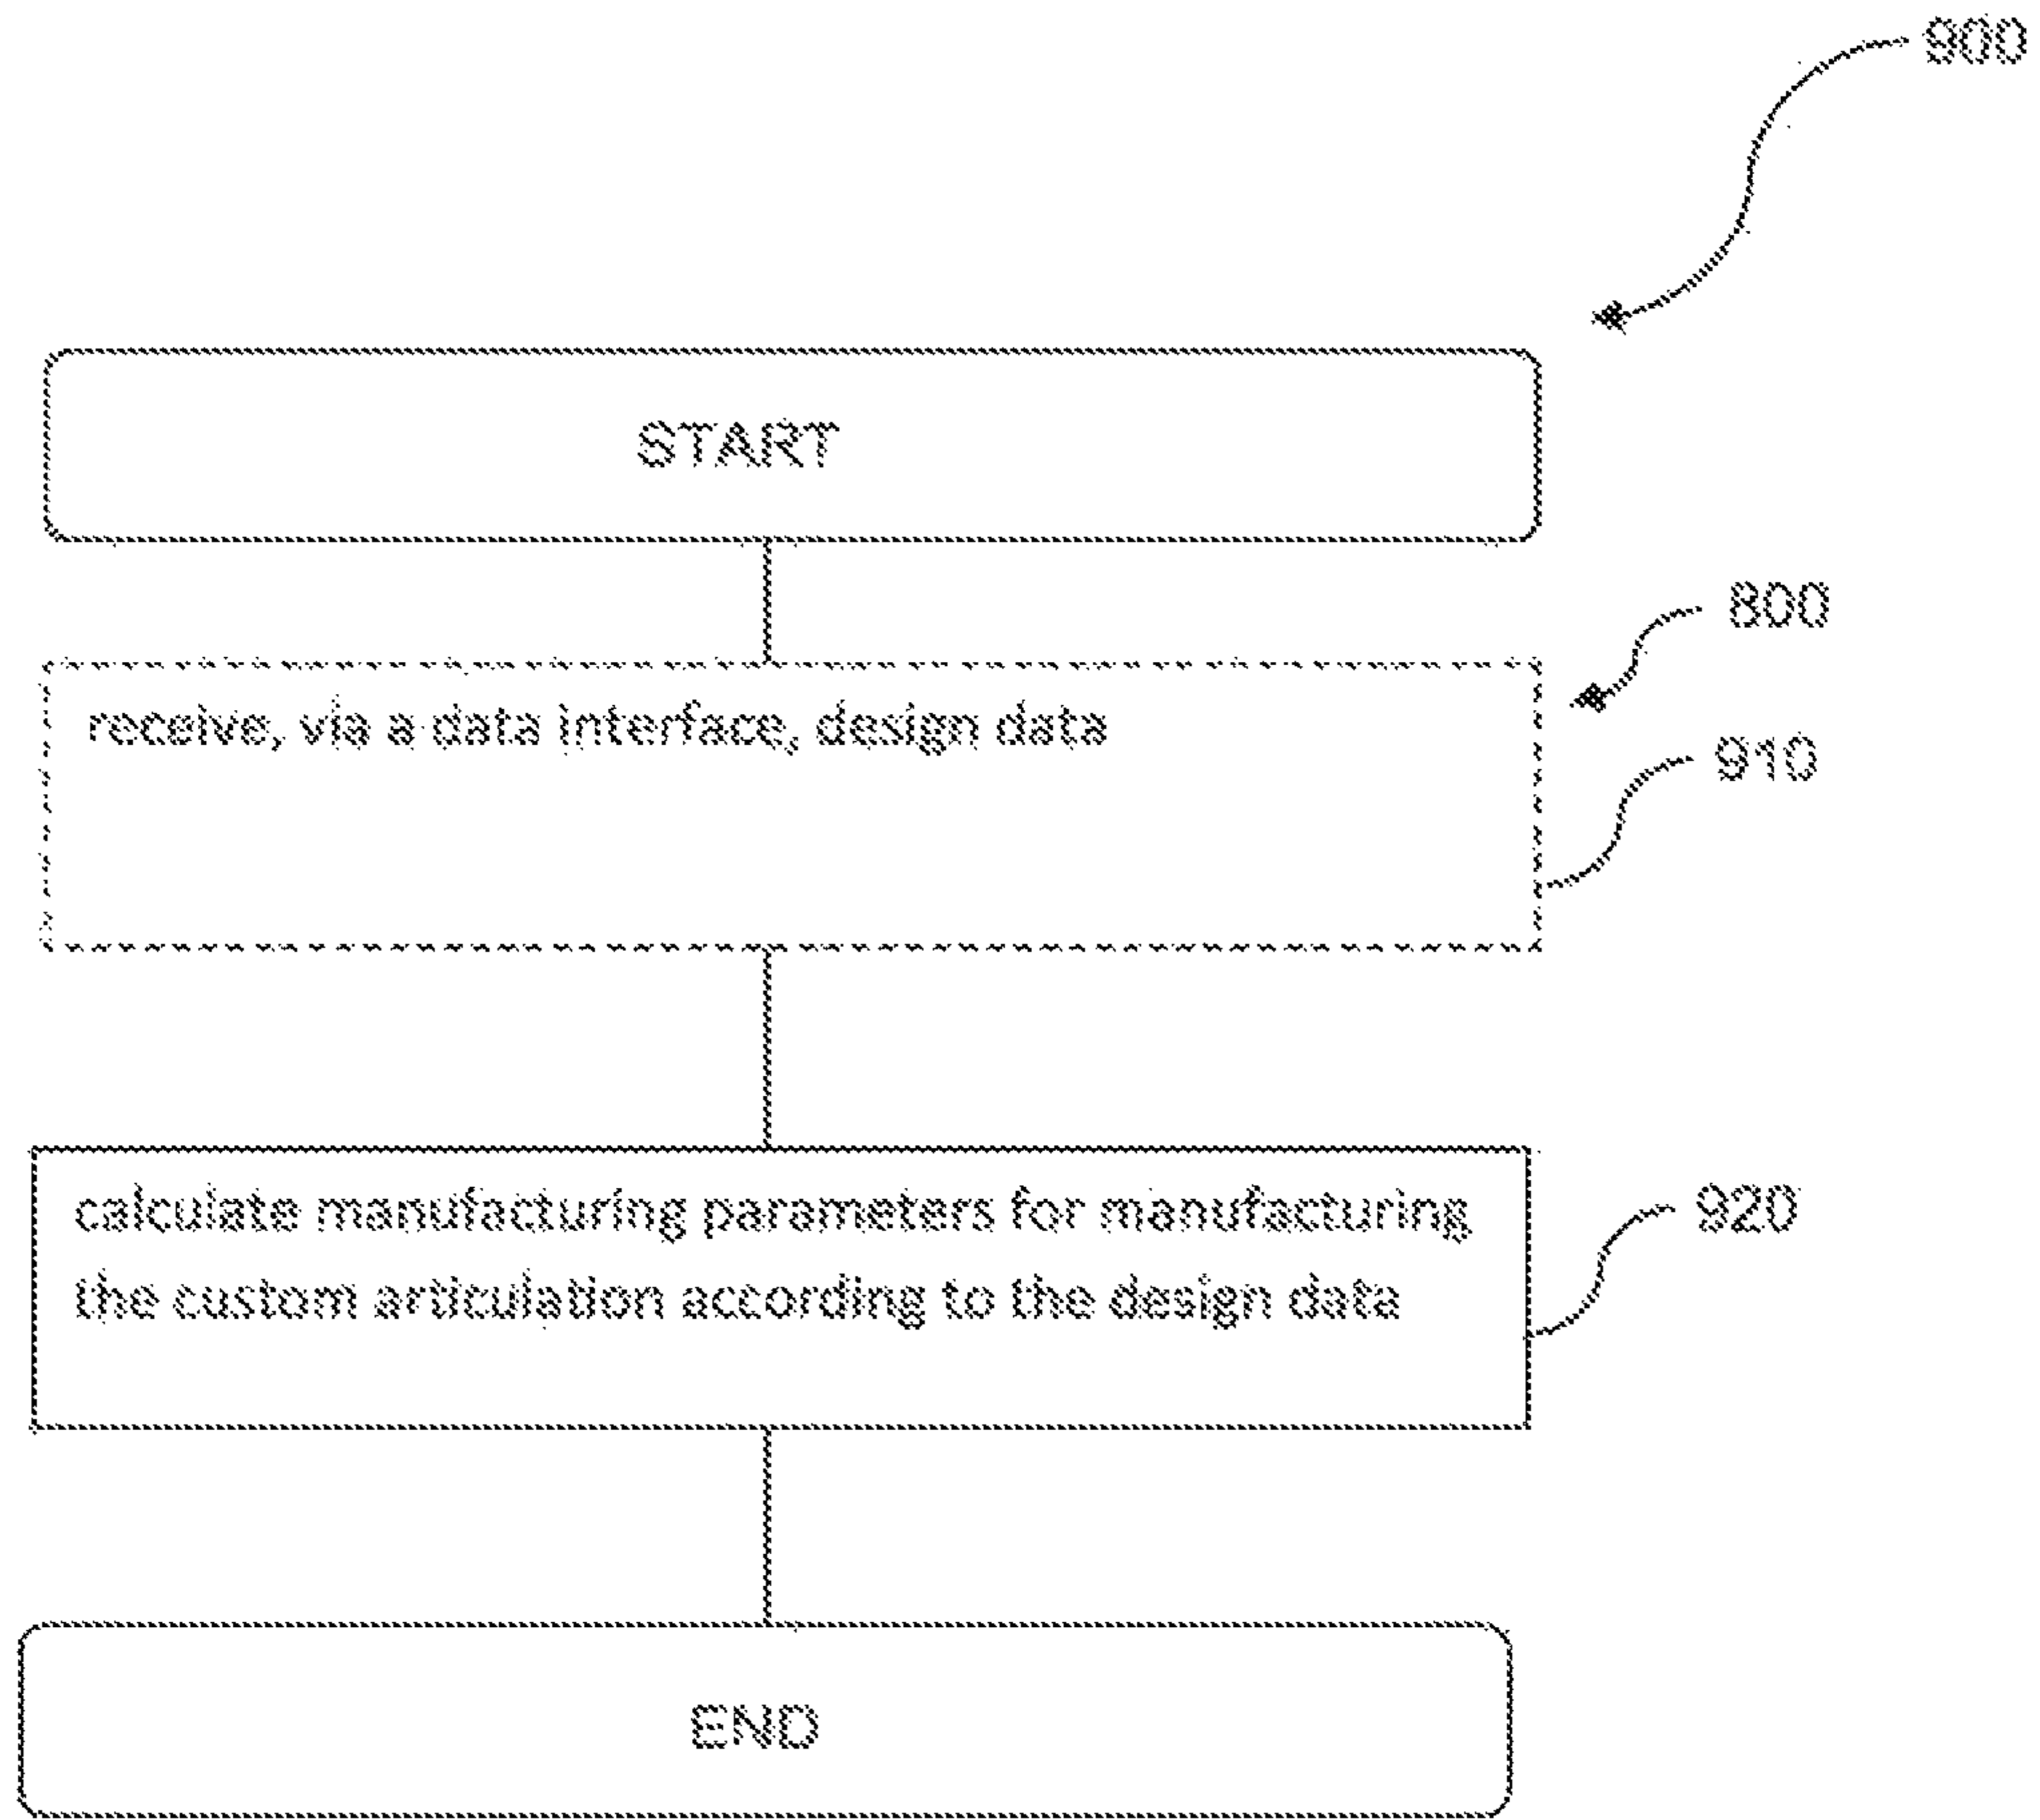 900
START
800
receive, via a data interface, design data
910
calculate manufacturing parameters for manufacturing
920
the custom articulation according to the design data
END